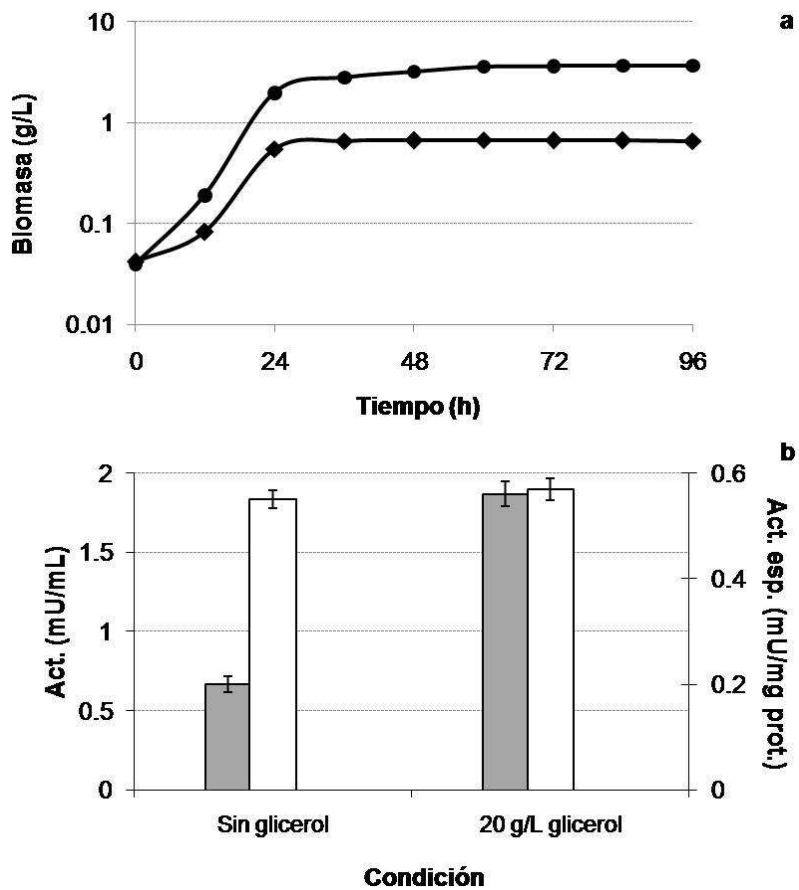 a
10
1
0.1
0.01
Biomasa (g/L)
0 24 48 72 96
Tiempo (h)
b
2
1.5
1
0.5
0
Act. (mU/mL)
0.6
0.4
0.2
0
Act. esp. (mU/mg prot.)
Sin glicerol 20 g/L glicerol
Condición